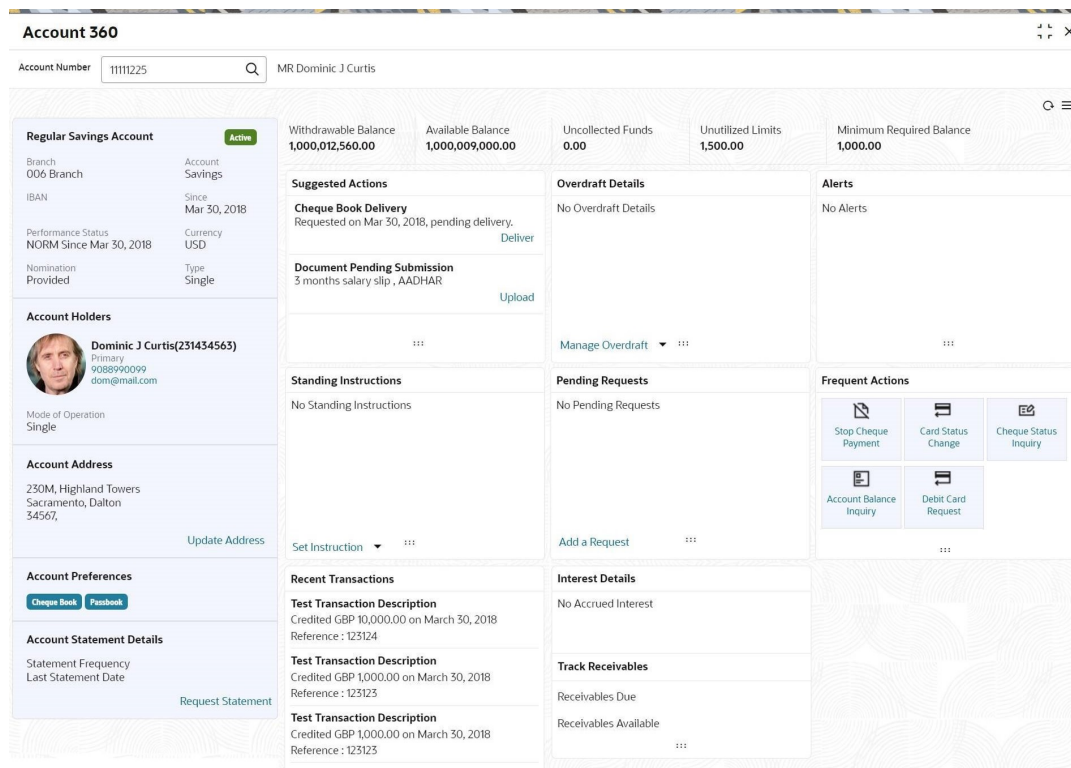 Account 360
Account Number 11111225 MR Dominic J Curtis
Regular Savings Account Active
Branch Account
006 Branch Savings
IBAN Since
Mar 30, 2018
Performance Status Currency
NORM Since Mar 30, 2018 USD
Nomination Type
Provided Single
Account Holders
Dominic J Curtis(231434563)
Primary
9088990099
dom@mail.com
Mode of Operation
Single
Account Address
230M, Highland Towers
Sacramento, Dalton
34567,
Update Address
Account Preferences
Cheque Book Passbook
Account Statement Details
Statement Frequency
Last Statement Date
Request Statement
Withdrawable Balance Available Balance Uncollected Funds Unutilized Limits Minimum Required Balance
1,000,012,560.00 1,000,009,000.00 0.00 1,500.00 1,000.00
Suggested Actions
Cheque Book Delivery
Requested on Mar 30, 2018, pending delivery.
Deliver
Document Pending Submission
3 months salary slip , AADHAR
Upload
Overdraft Details
No Overdraft Details
Manage Overdraft
Alerts
No Alerts
Standing Instructions
No Standing Instructions
Set Instruction
Pending Requests
No Pending Requests
Add a Request
Frequent Actions
Stop Cheque Payment
Card Status Change
Cheque Status Inquiry
Account Balance Inquiry
Debit Card Request
Recent Transactions
Test Transaction Description
Credited GBP 10,000.00 on March 30, 2018
Reference : 123124
Test Transaction Description
Credited GBP 1,000.00 on March 30, 2018
Reference : 123123
Test Transaction Description
Credited GBP 1,000.00 on March 30, 2018
Reference : 123123
Interest Details
No Accrued Interest
Track Receivables
Receivables Due
Receivables Available